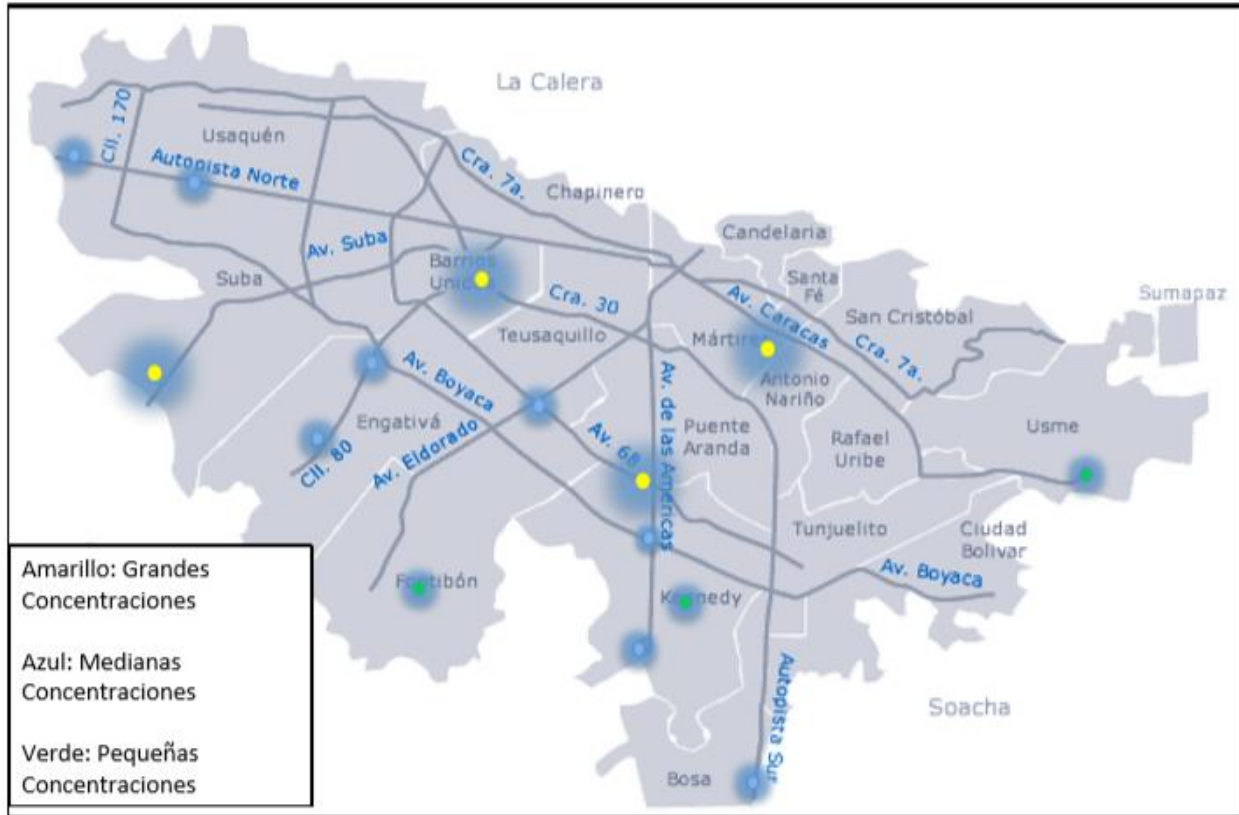 La Calera
Cll. 170
Usaquén
Autopista Norte
Cra. 7a.
Chapinero
Candelaria
Santa
Fé
Sumapaz
Av. Suba
Suba
Barrios
Unidos
Cra. 30
Av. Caracas
San Cristóbal
Teusaquillo
Mártires
Cra. 7a.
Av. Boyaca
Antonio
Nariño
Engativá
Av. de las Américas
Puente
Aranda
Usme
Cll. 80
Av. Eldorado
Av. 68
Rafael
Uribe
Tunjuelito
Ciudad
Bolivar
Av. Boyaca
Fontibón
Kennedy
Autopista Sur
Soacha
Bosa
Amarillo: Grandes
Concentraciones
Azul: Medianas
Concentraciones
Verde: Pequeñas
Concentraciones